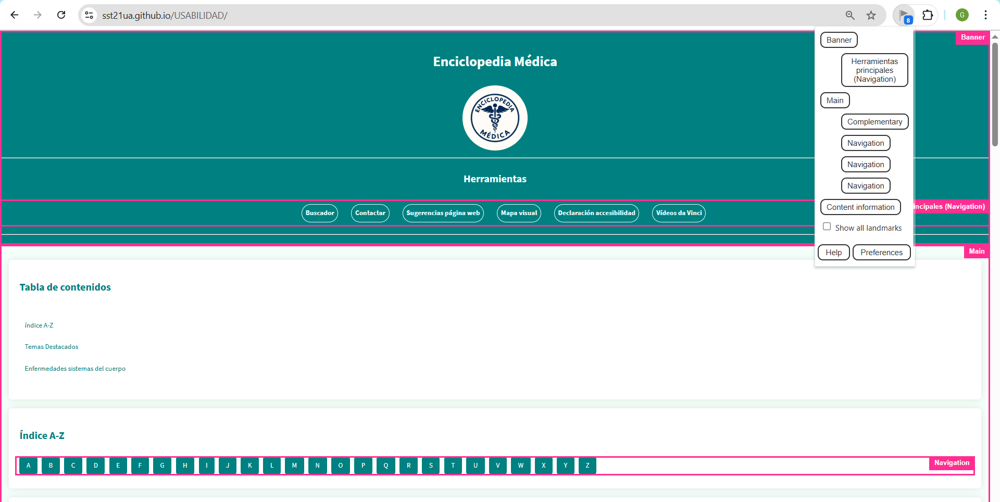 sst21ua.github.io/USABILIDAD/
8
G
Banner
Herramientas
principales
(Navigation)
Main
Complementary
Navigation
Navigation
Navigation
Content information
Show all landmarks
Help
Preferences
Banner
Enciclopedia Médica
ENCICLOPEDIA
MÉDICA
Herramientas
incipales (Navigation)
Buscador
Contactar
Sugerencias página web
Mapa visual
Declaración accesibilidad
Vídeos da Vinci
Main
Tabla de contenidos
índice A-Z
Temas Destacados
Enfermedades sistemas del cuerpo
Índice A-Z
Navigation
A B C D E F G H I J K L M N O P Q R S T U V W X Y Z